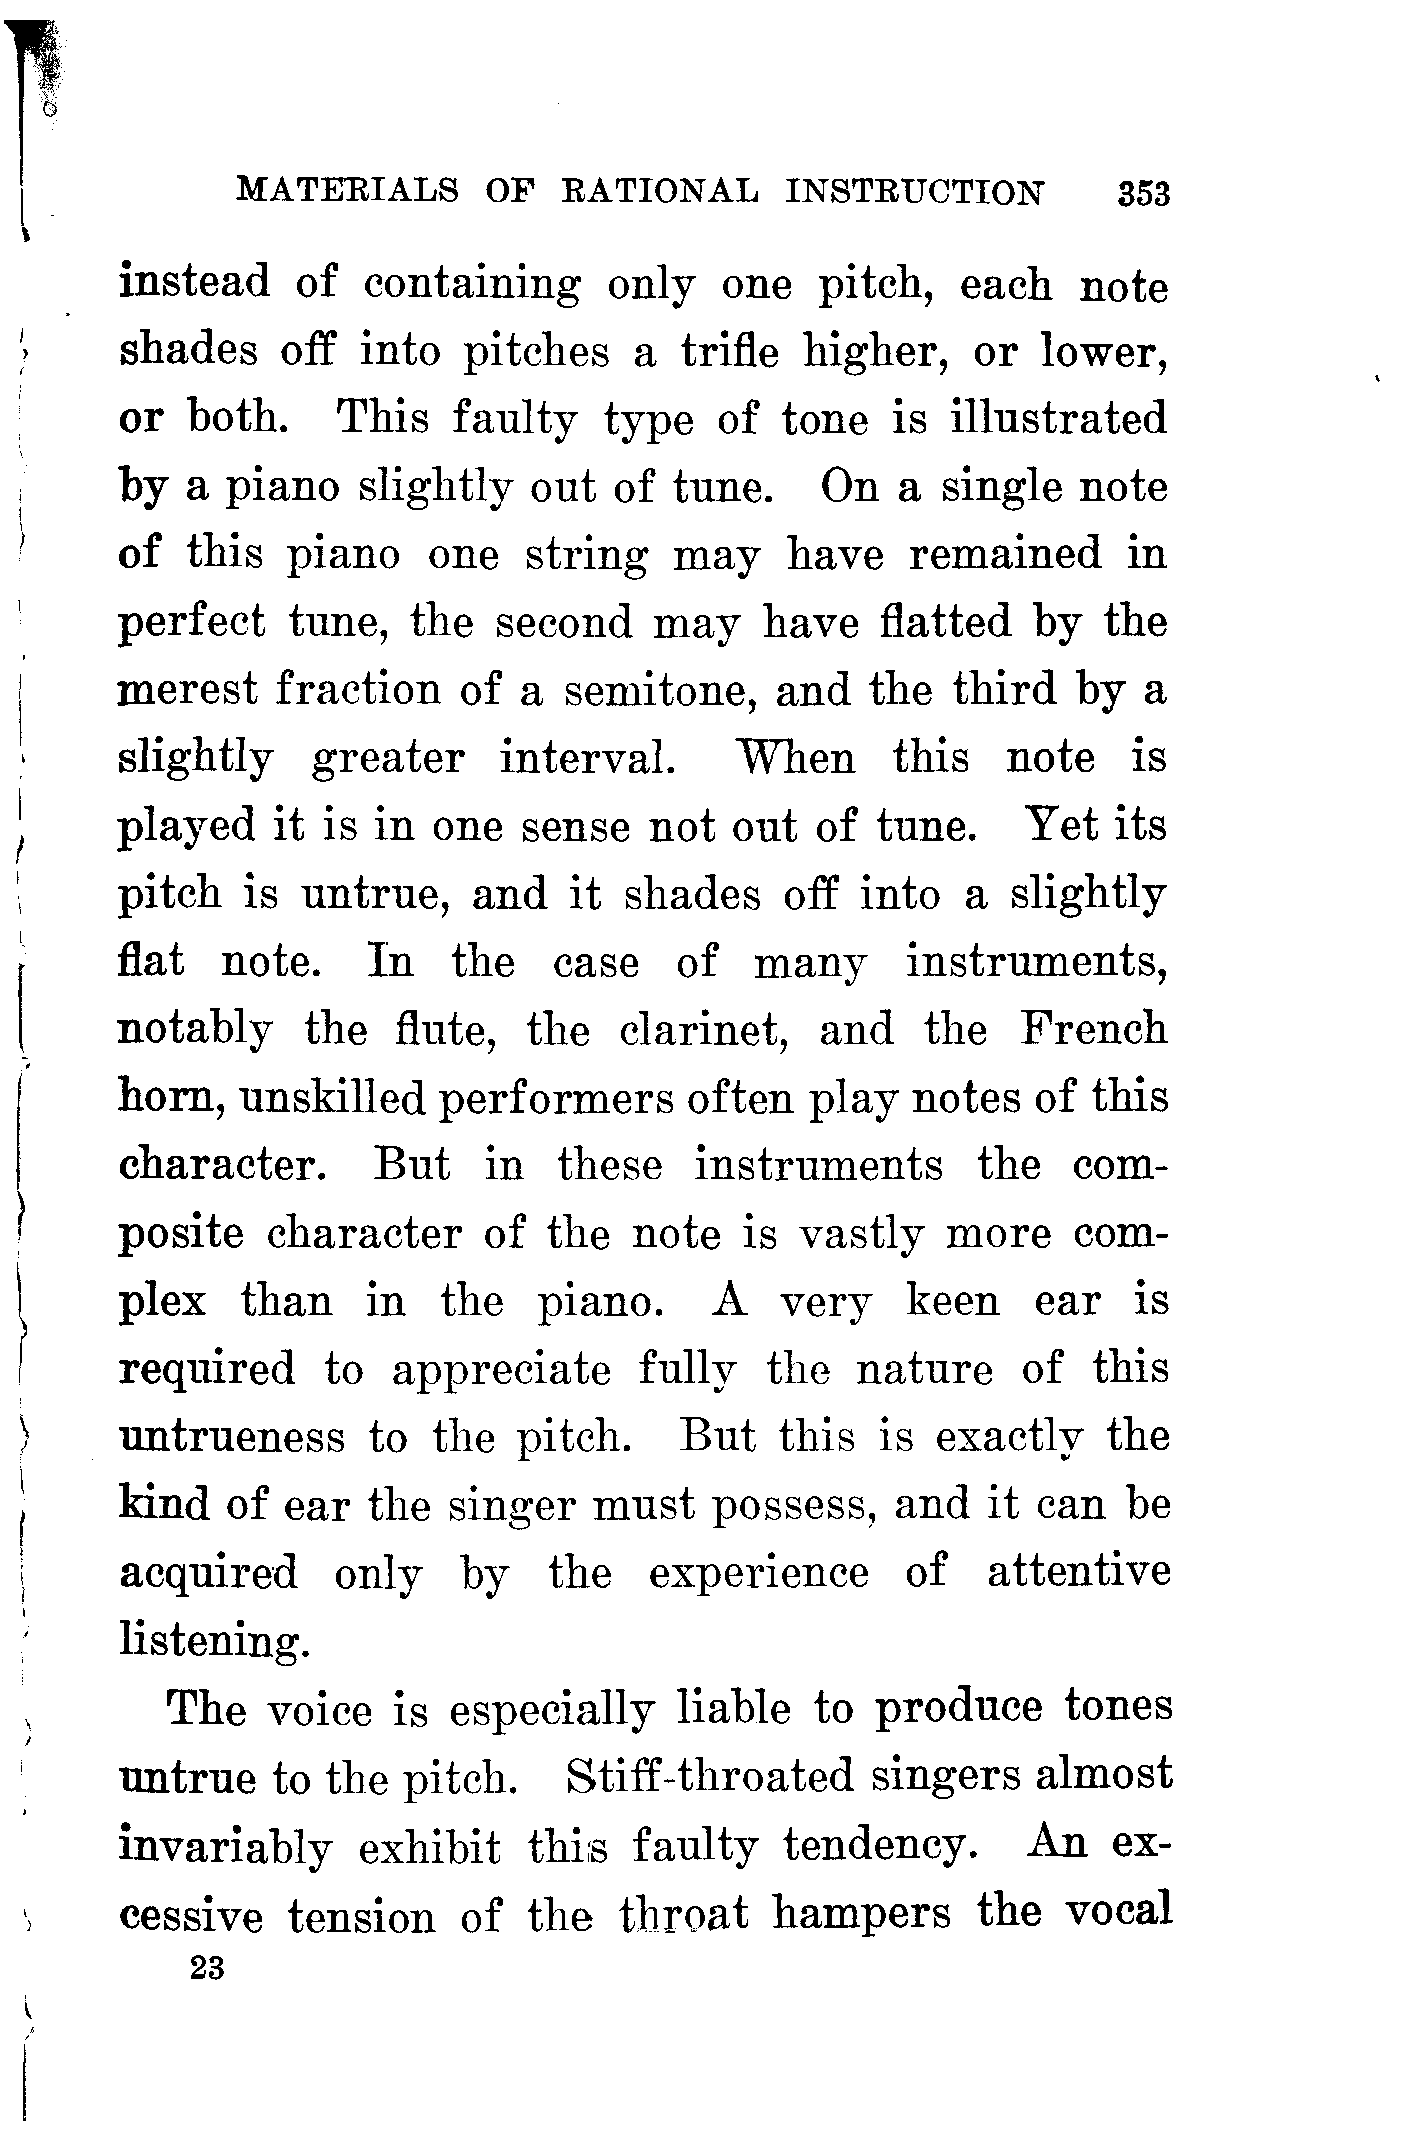 MATERIALS OF RATIONAL INSTRUCTION 353
instead of containing only one pitch, each note
shades off into pitches a trifle higher, or lower,
or both. This faulty type of tone is illustrated
by a piano slightly out of tune. On a single note
of this piano one string may have remained in
perfect tune, the second may have flatted by the
merest fraction of a semitone, and the third by a
slightly greater interval. When this note is
played it is in one sense not out of tune. Yet its
pitch is untrue, and it shades off into a slightly
flat note. In the case of many instruments,
notably the flute, the clarinet, and the French
horn, unskilled performers often play notes of this
character. But in these instruments the com-
posite character of the note is vastly more com-
plex than in the piano. A very keen ear is
required to appreciate fully the nature of this
untrueness to the pitch. But this is exactly the
kind of ear the singer must possess, and it can be
acquired only by the experience of attentive
listening.
The voice is especially liable to produce tones
untrue to the pitch. Stiff-throated singers almost
invariably exhibit this faulty tendency. An ex-
cessive tension of the throat hampers the vocal
23